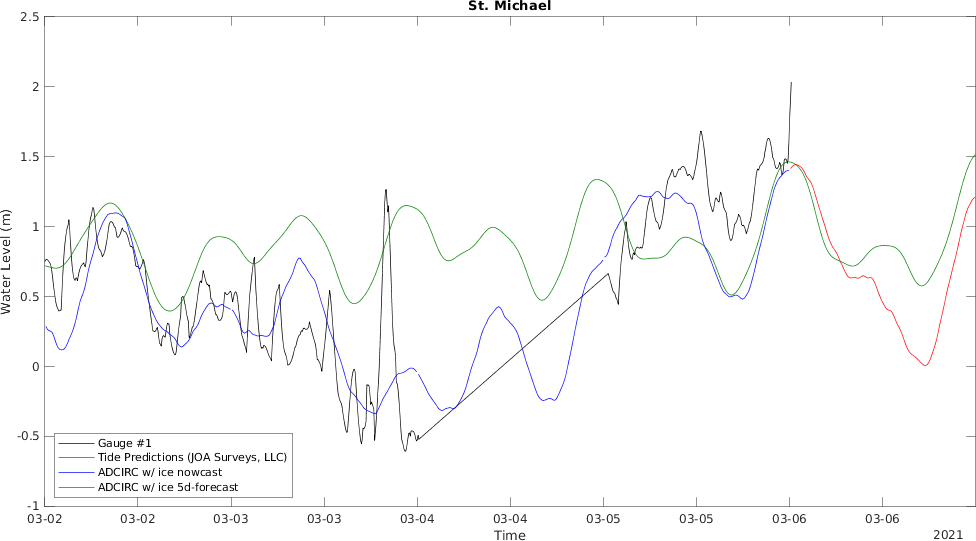 St. Michael
2.5
2
1.5
1
0.5
0
-0.5
-1
Water Level (m)
Gauge #1
Tide Predictions (JOA Surveys, LLC)
ADCIRC w/ ice nowcast
ADCIRC w/ ice 5d-forecast
03-02 03-02 03-03 03-03 03-04 03-04 03-05 03-05 03-06 03-06
Time
2021